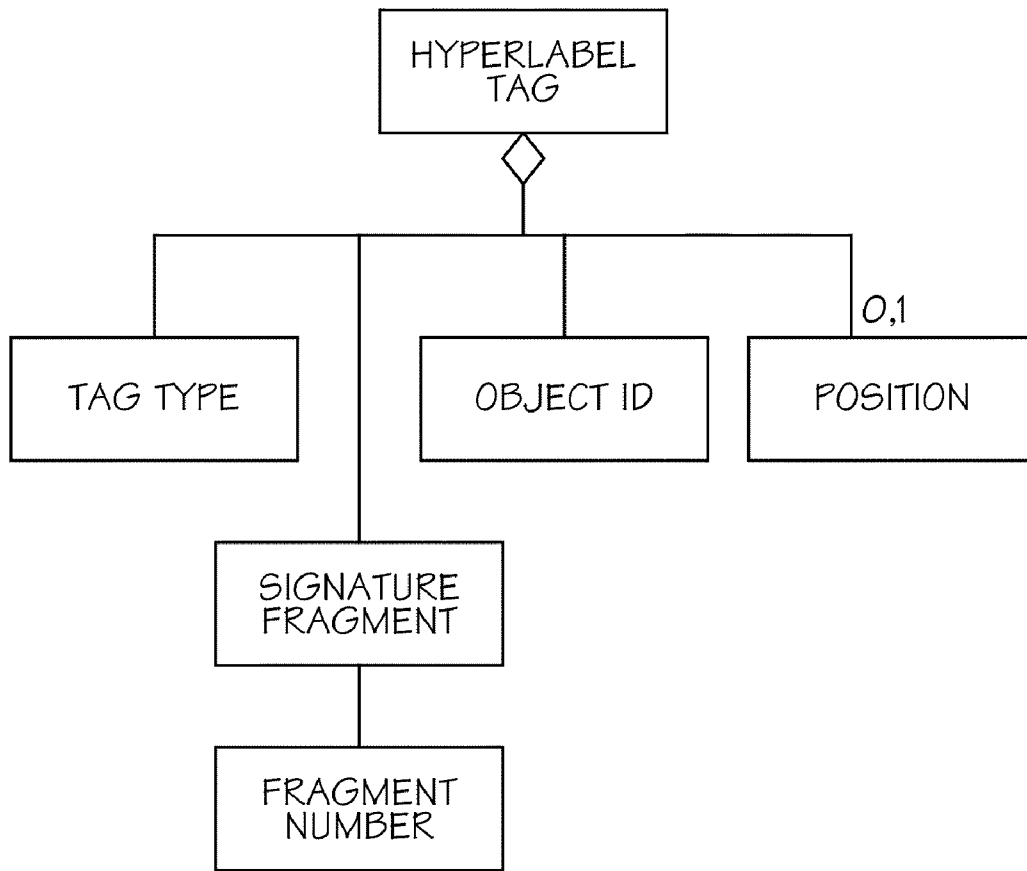 HYPERLABEL
TAG
0,1
TAG TYPE
OBJECT ID
POSITION
SIGNATURE
FRAGMENT
FRAGMENT
NUMBER